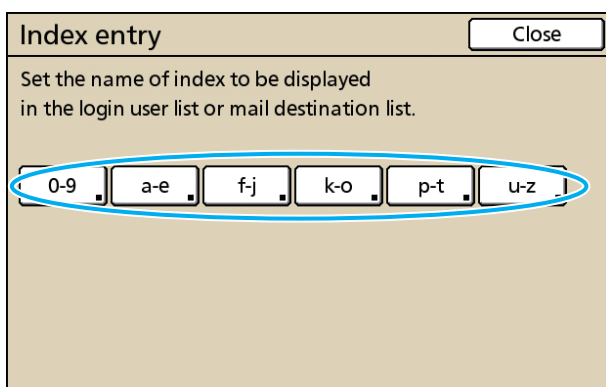 Index entry Close
Set the name of index to be displayed
in the login user list or mail destination list.
0-9 a-e f-j k-o p-t u-z